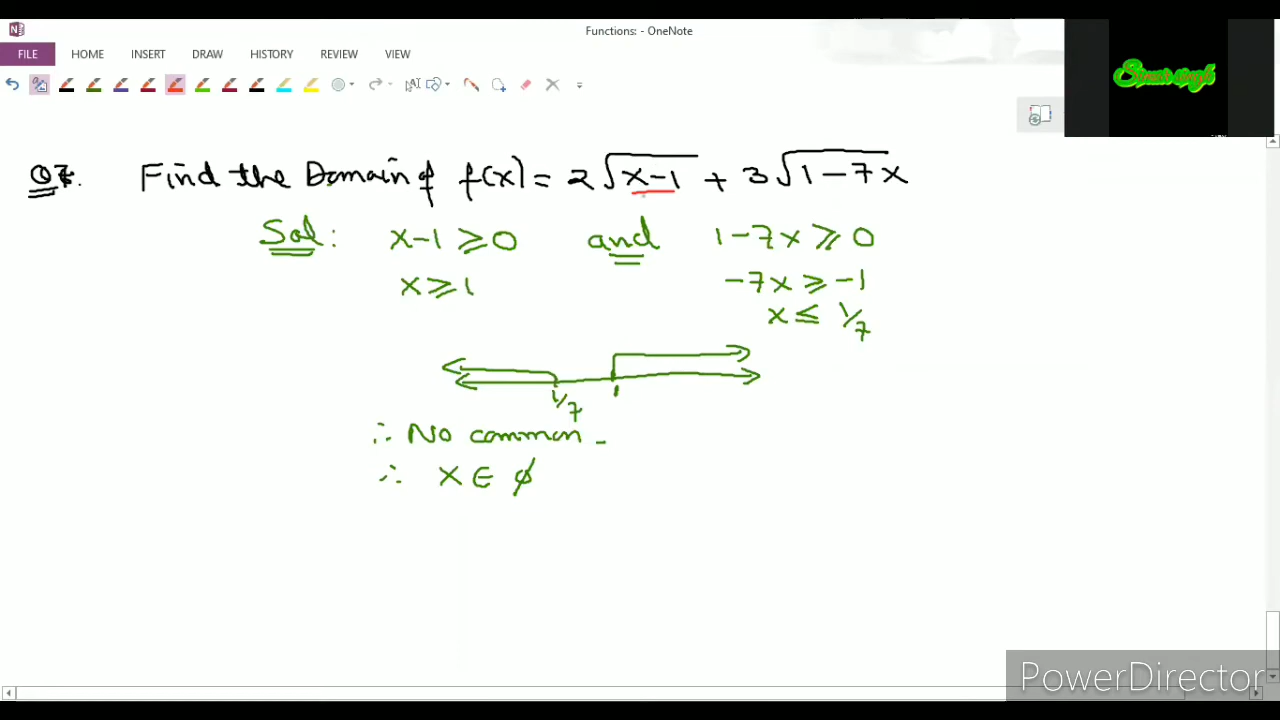 Functions: - OneNote
FILE HOME INSERT DRAW HISTORY REVIEW VIEW
Find the Domain of f(x) = 2√(x-1) + 3√(1-7x)
Sol: x-1 ≥ 0 and 1-7x ≥ 0
x ≥ 1 -7x ≥ -1
x ≤ 1/7
1/7 1
∴ No common -
∴ x ∈ ϕ
PowerDirector